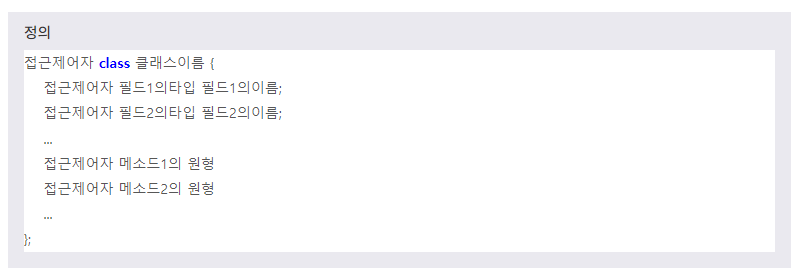 정의
접근제어자 class 클래스이름 {
접근제어자 필드1의타입 필드1의이름;
접근제어자 필드2의타입 필드2의이름;
...
접근제어자 메소드1의 원형
접근제어자 메소드2의 원형
...
};